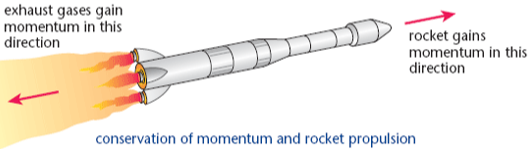 exhaust gases gain
momentum in this
direction
rocket gains
momentum in this
direction
conservation of momentum and rocket propulsion